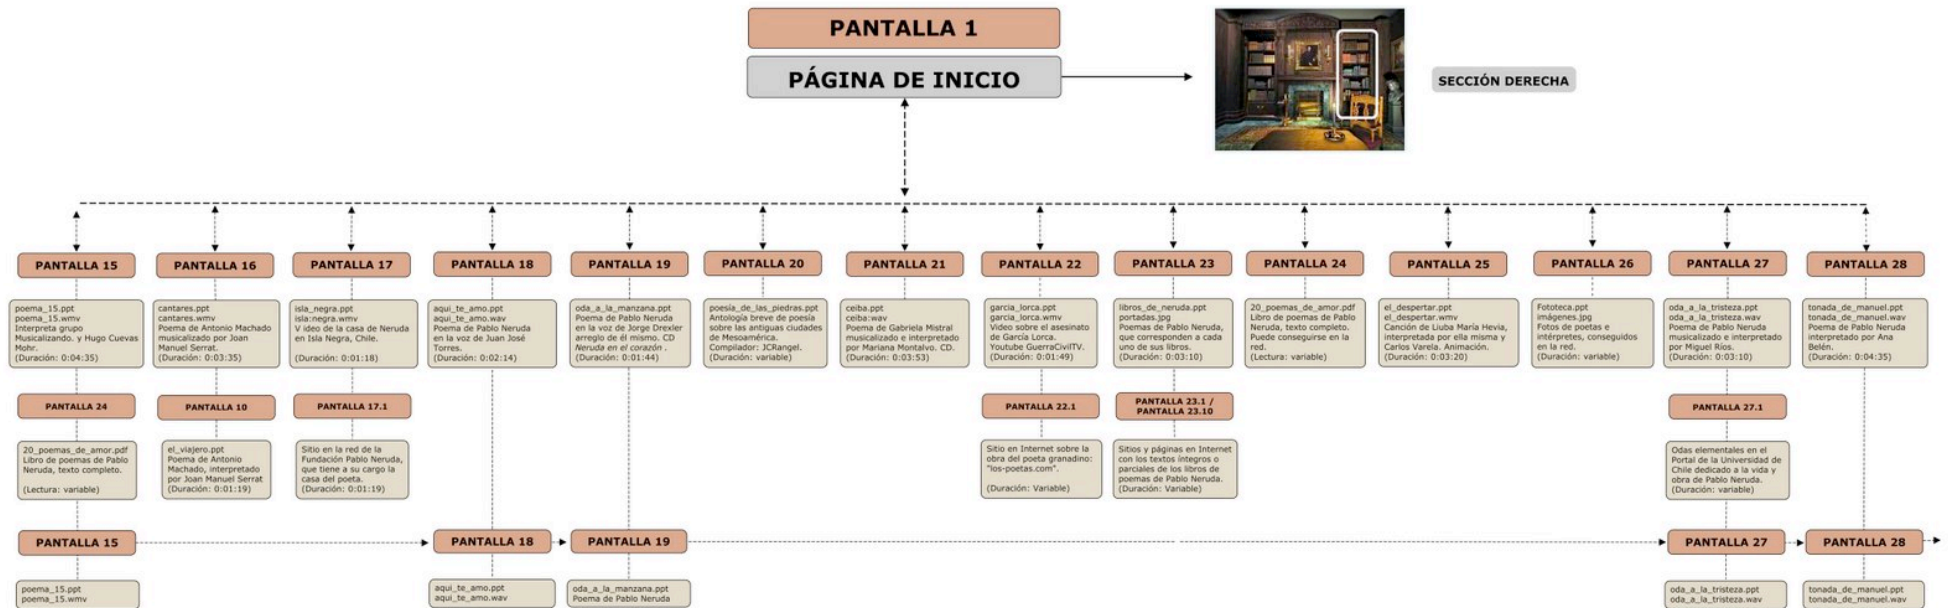 PANTALLA 1
PÁGINA DE INICIO
SECCIÓN DERECHA
PANTALLA 15
PANTALLA 16
PANTALLA 17
PANTALLA 18
PANTALLA 19
PANTALLA 20
PANTALLA 21
PANTALLA 22
PANTALLA 23
PANTALLA 24
PANTALLA 25
PANTALLA 26
PANTALLA 27
PANTALLA 28
poema_15.ppt
poema_15.wmv
Interpreta grupo
Musicalizando. y Hugo Cuevas
Mohr.
(Duración: 0:04:35)
cantares.ppt
cantares.wmv
Poema de Antonio Machado
musicalizado por Joan
Manuel Serrat.
(Duración: 0:03:35)
isla_negra.ppt
isla:negra.wmv
V ideo de la casa de Neruda
en Isla Negra, Chile.
(Duración: 0:01:18)
aqui_te_amo.ppt
aqui_te_amo.wav
Poema de Pablo Neruda
en la voz de Juan José
Torres.
(Duración: 0:02:14)
oda_a_la_manzana.ppt
Poema de Pablo Neruda
en la voz de Jorge Drexler
arreglo de él mismo. CD
Neruda en el corazón .
(Duración: 0:01:44)
poesía_de_las_piedras.ppt
Antología breve de poesía
sobre las antiguas ciudades
de Mesoamérica.
Compilador: JCRangel.
(Duración: variable)
ceiba.ppt
ceiba:wav
Poema de Gabriela Mistral
musicalizado e interpretado
por Mariana Montalvo. CD.
(Duración: 0:03:53)
garcia_lorca.ppt
garcia_lorca.wmv
Video sobre el asesinato
de García Lorca.
Youtube GuerraCivilTV.
(Duración: 0:01:49)
libros_de_neruda.ppt
portadas.jpg
Poemas de Pablo Neruda,
que corresponden a cada
uno de sus libros.
(Duración: 0:03:10)
20_poemas_de_amor.pdf
Libro de poemas de Pablo
Neruda, texto completo.
Puede conseguirse en la
red.
(Lectura: variable)
el_despertar.ppt
el_despertar.wmv
Canción de Liuba María Hevia,
interpretada por ella misma y
Carlos Varela. Animación.
(Duración: 0:03:20)
Fototeca.ppt
imágenes.jpg
Fotos de poetas e
intérpretes, conseguidos
en la red.
(Duración: variable)
oda_a_la_tristeza.ppt
oda_a_la_tristeza.wav
Poema de Pablo Neruda
musicalizado e interpretado
por Miguel Ríos.
(Duración: 0:03:10)
tonada_de_manuel.ppt
tonada_de_manuel.wav
Poema de Pablo Neruda
interpretado por Ana
Belén.
(Duración: 0:04:35)
PANTALLA 24
PANTALLA 10
PANTALLA 17.1
PANTALLA 22.1
PANTALLA 23.1 /
PANTALLA 23.10
PANTALLA 27.1
20_poemas_de_amor.pdf
Libro de poemas de Pablo
Neruda, texto completo.
(Lectura: variable)
el_viajero.ppt
Poema de Antonio
Machado, interpretado
por Joan Manuel Serrat
(Duración: 0:01:19)
Sitio en la red de la
Fundación Pablo Neruda,
que tiene a su cargo la
casa del poeta.
(Duración: 0:01:19)
Sitio en Internet sobre la
obra del poeta granadino:
"los-poetas.com".
(Duración: Variable)
Sitios y páginas en Internet
con los textos íntegros o
parciales de los libros de
poemas de Pablo Neruda.
(Duración: Variable)
Odas elementales en el
Portal de la Universidad de
Chile dedicado a la vida y
obra de Pablo Neruda.
(Duración: variable)
PANTALLA 15
PANTALLA 18
PANTALLA 19
PANTALLA 27
PANTALLA 28
poema_15.ppt
poema_15.wmv
aqui_te_amo.ppt
aqui_te_amo.wav
oda_a_la_manzana.ppt
Poema de Pablo Neruda
oda_a_la_tristeza.ppt
oda_a_la_tristeza.wav
tonada_de_manuel.ppt
tonada_de_manuel.wav